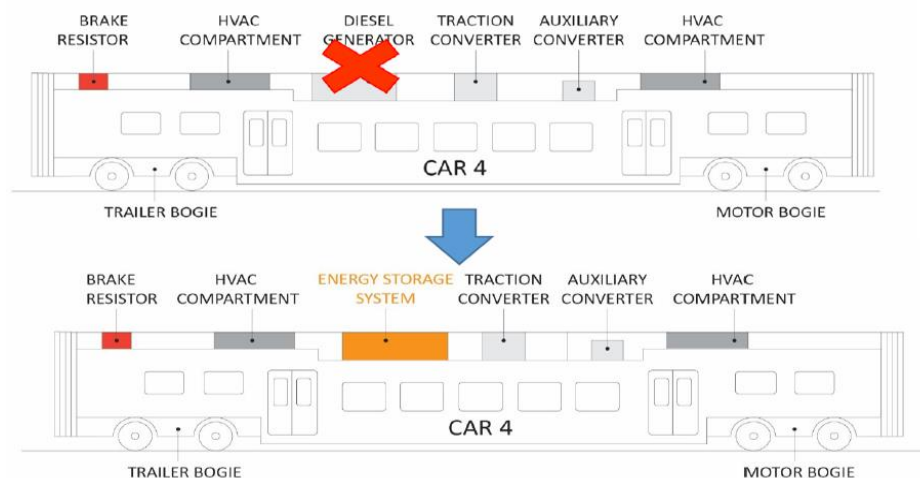 BRAKE
RESISTOR
HVAC
COMPARTMENT
DIESEL
GENERATOR
TRACTION
CONVERTER
AUXILIARY
CONVERTER
HVAC
COMPARTMENT
CAR 4
TRAILER BOGIE
MOTOR BOGIE
BRAKE
RESISTOR
HVAC
COMPARTMENT
ENERGY STORAGE
SYSTEM
TRACTION
CONVERTER
AUXILIARY
CONVERTER
HVAC
COMPARTMENT
CAR 4
TRAILER BOGIE
MOTOR BOGIE